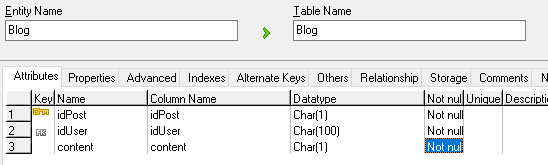 Entity Name Table Name
Blog Blog
Attributes Properties Advanced Indexes Alternate Keys Others Relationship Storage Comments N
Key Name Column Name Datatype Not nul Unique Descripti
1 idPost idPost Char(1) Not null
2 FK idUser idUser Char(100) Not null
3 content content Char(1) Not null